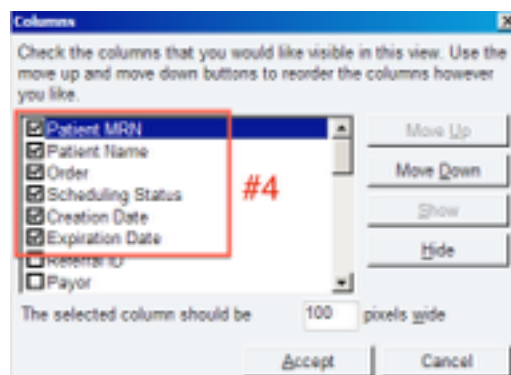 Columns
Check the columns that you would like visible in this view. Use the
move up and move down buttons to reorder the columns however
you like.
Patient MRN
Patient Name
Order
Scheduling Status
Creation Date
Expiration Date
Referral ID
Payor
#4
Move Up
Move Down
Show
Hide
The selected column should be 100 pixels wide
Accept Cancel